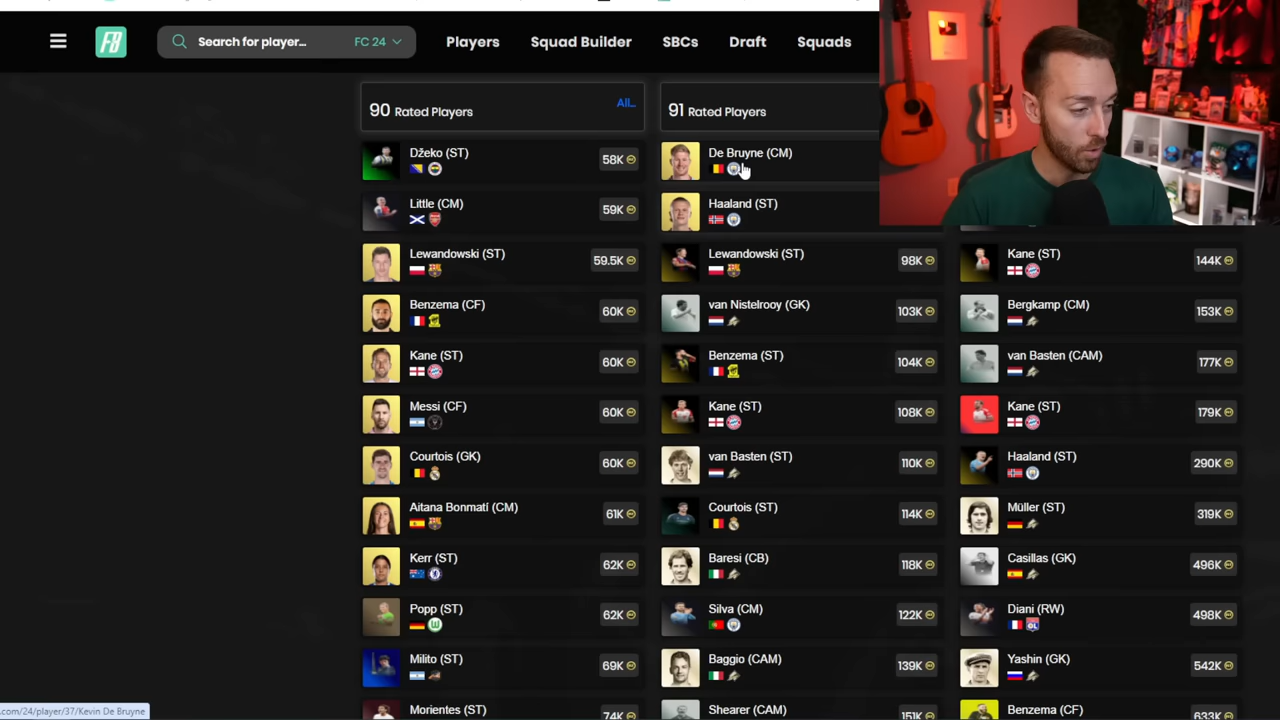 FB
Search for player...
FC 24
Players
Squad Builder
SBCs
Draft
Squads
90 Rated Players
All..
Džeko (ST)
58K
Little (CM)
59K
Lewandowski (ST)
59.5K
Benzema (CF)
60K
Kane (ST)
60K
Messi (CF)
60K
Courtois (GK)
60K
Aitana Bonmatí (CM)
61K
Kerr (ST)
62K
Popp (ST)
62K
Milito (ST)
69K
Morientes (ST)
74K
91 Rated Players
De Bruyne (CM)
Haaland (ST)
Lewandowski (ST)
98K
van Nistelrooy (GK)
103K
Benzema (ST)
104K
Kane (ST)
108K
van Basten (ST)
110K
Courtois (ST)
114K
Baresi (CB)
118K
Silva (CM)
122K
Baggio (CAM)
139K
Shearer (CAM)
151K
Kane (ST)
144K
Bergkamp (CM)
153K
van Basten (CAM)
177K
Kane (ST)
179K
Haaland (ST)
290K
Müller (ST)
319K
Casillas (GK)
496K
Diani (RW)
498K
Yashin (GK)
542K
Benzema (CF)
633K
.com/24/player/37/Kevin De Bruyne